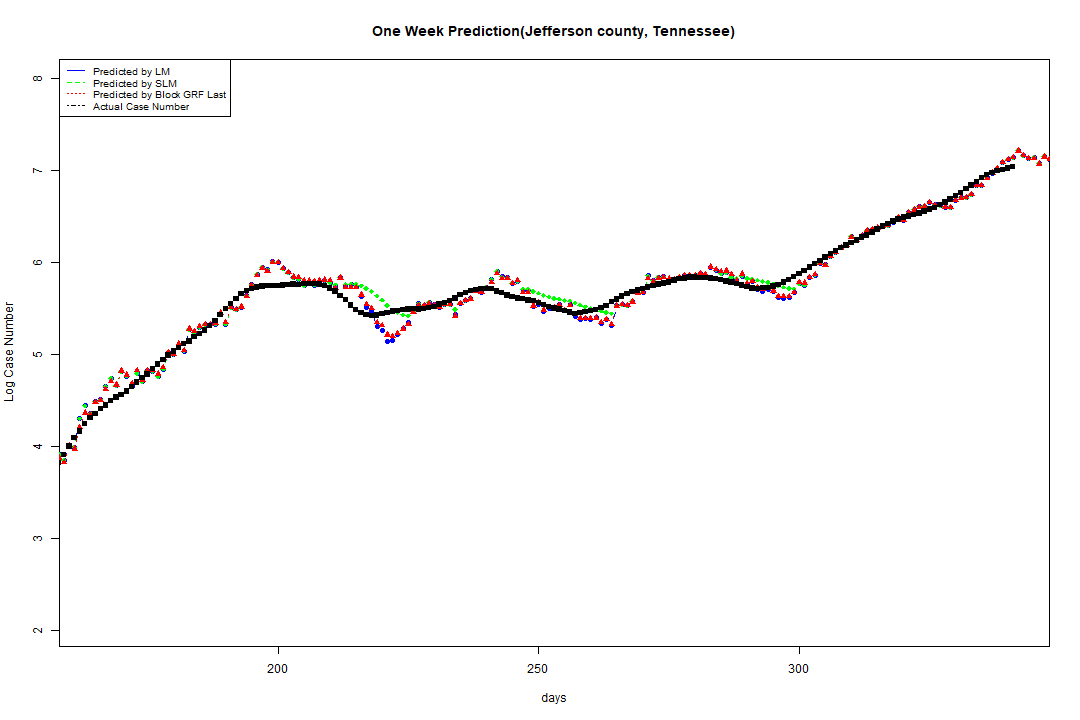 One Week Prediction(Jefferson county, Tennessee)
Predicted by LM
Predicted by SLM
Predicted by Block GRF Last
Actual Case Number
8
7
6
5
4
3
2
Log Case Number
200 250 300
days